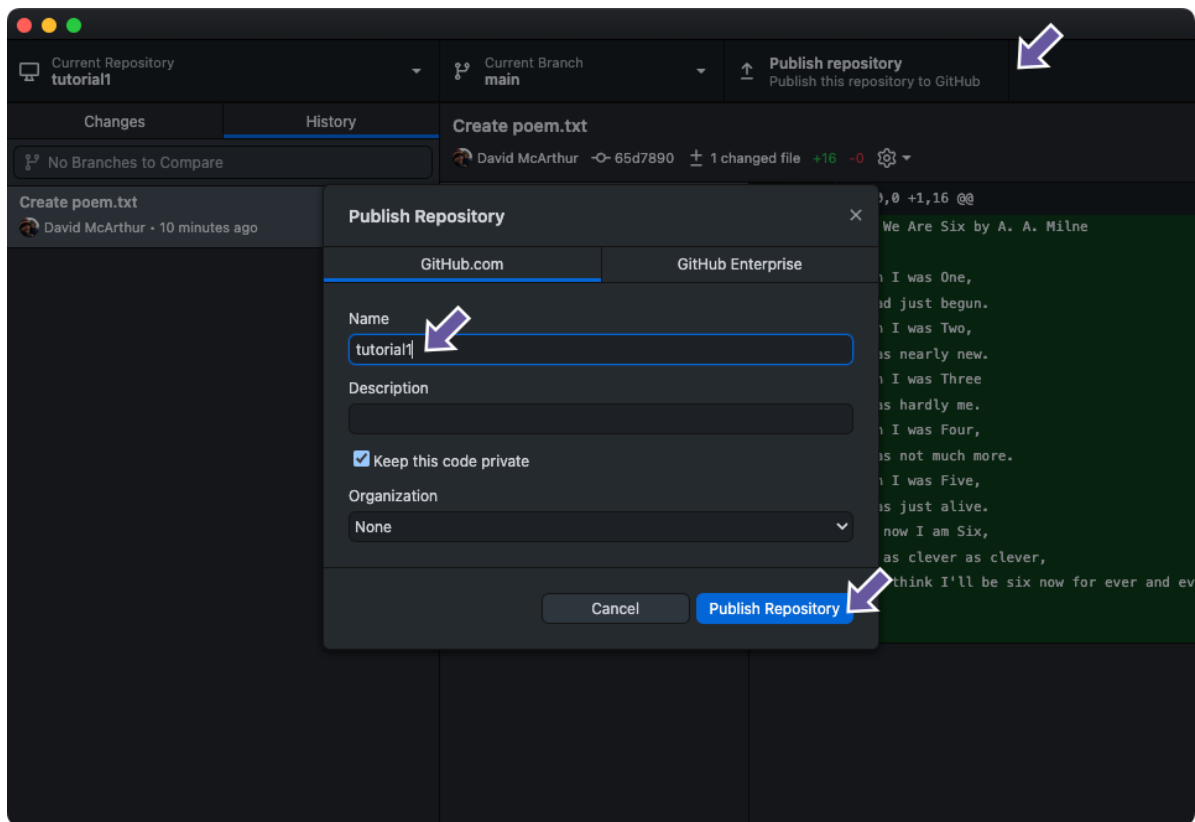 Current Repository
tutorial1
Current Branch
main
Publish repository
Publish this repository to GitHub
Changes
History
No Branches to Compare
Create poem.txt
David McArthur • 10 minutes ago
Create poem.txt
David McArthur 65d7890 1 changed file +16 -0
,0 +1,16 @@
We Are Six by A. A. Milne
I was One,
just begun.
I was Two,
nearly new.
I was Three
hardly me.
I was Four,
not much more.
I was Five,
just alive.
now I am Six,
as clever as clever,
think I'll be six now for ever and ev
Publish Repository
GitHub.com
GitHub Enterprise
Name
tutorial1
Description
Keep this code private
Organization
None
Cancel
Publish Repository